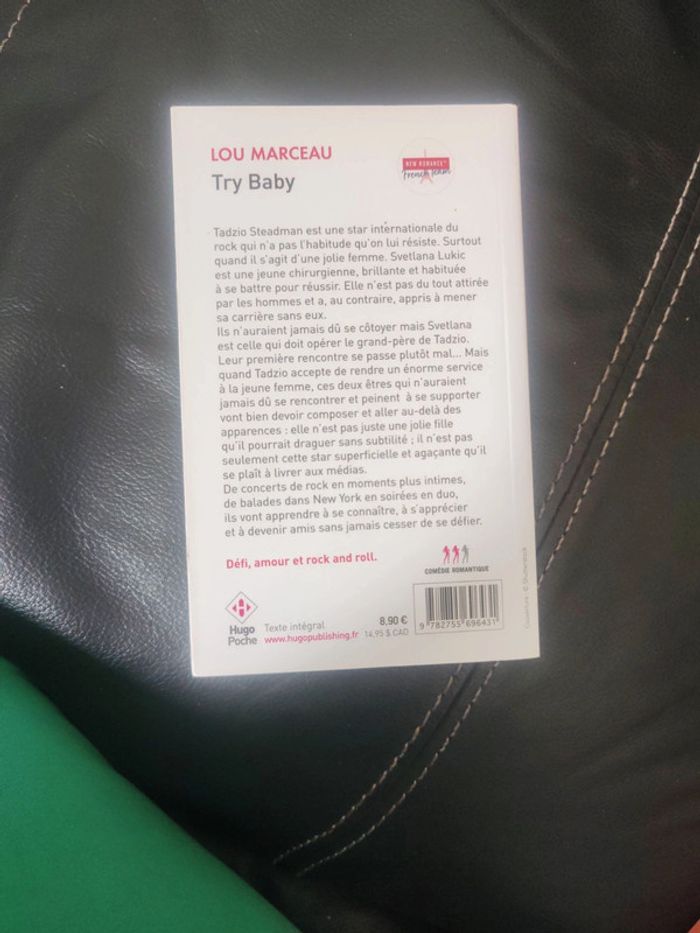 LOU MARCEAU
Try Baby
NEW ROMANCE
French Team
Tadzio Steadman est une star internationale du
rock qui n'a pas l'habitude qu'on lui résiste. Surtout
quand il s'agit d'une jolie femme. Svetlana Lukic
est une jeune chirurgienne, brillante et habituée
à se battre pour réussir. Elle n'est pas du tout attirée
par les hommes et a, au contraire, appris à mener
sa carrière sans eux.
Ils n'auraient jamais dû se côtoyer mais Svetlana
est celle qui doit opérer le grand-père de Tadzio.
Leur première rencontre se passe plutôt mal... Mais
quand Tadzio accepte de rendre un énorme service
à la jeune femme, ces deux êtres qui n'auraient
jamais dû se rencontrer et peinent à se supporter
vont bien devoir composer et aller au-delà des
apparences : elle n'est pas juste une jolie fille
qu'il pourrait draguer sans subtilité ; il n'est pas
seulement cette star superficielle et agaçante qu'il
se plaît à livrer aux médias.
De concerts de rock en moments plus intimes,
de balades dans New York en soirées en duo,
ils vont apprendre à se connaître, à s'apprécier
et à devenir amis sans jamais cesser de se défier.
Défi, amour et rock and roll.
COMÉDIE ROMANTIQUE
Hugo
Poche
Texte intégral
www.hugopublishing.fr
8,90 €
14,95 $ CAD
9 782755 696431
Couverture : © Shutterstock